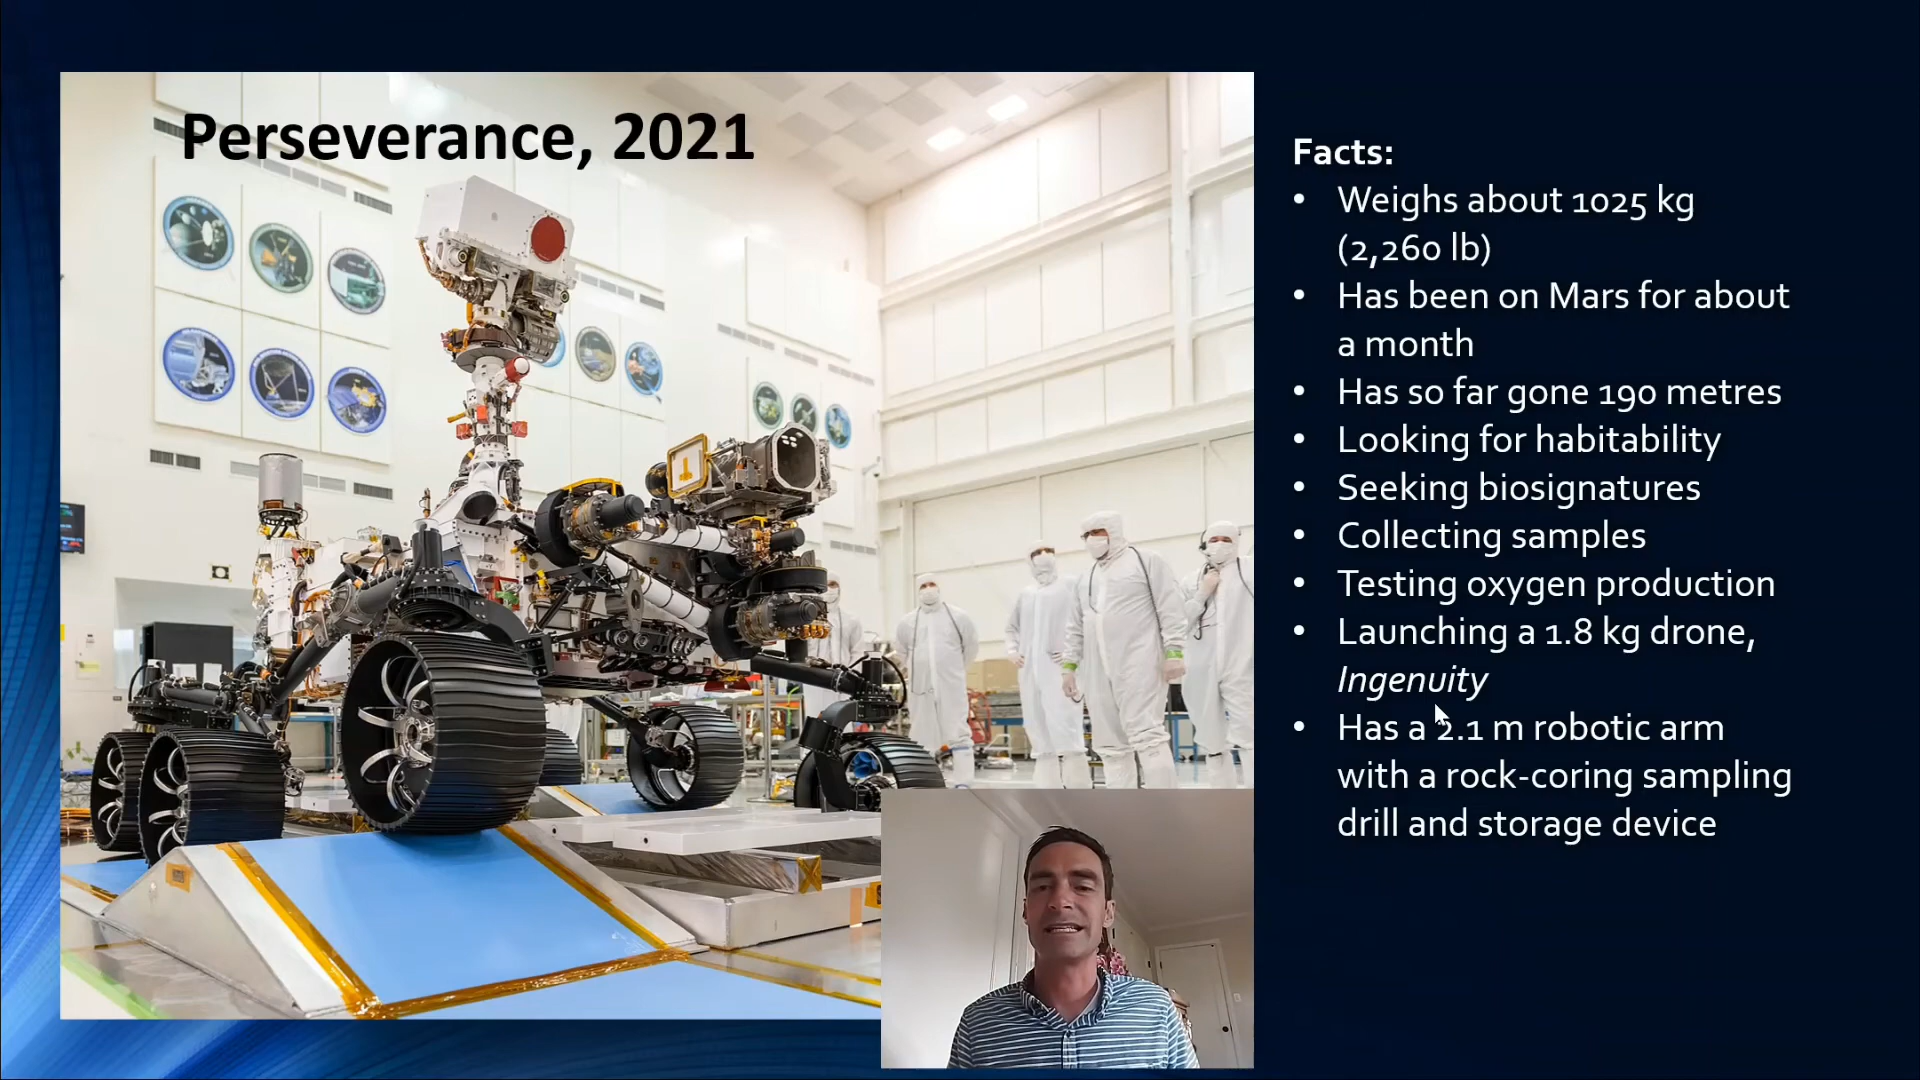 Perseverance, 2021
Facts:
• Weighs about 1025 kg
(2,260 lb)
• Has been on Mars for about
a month
• Has so far gone 190 metres
• Looking for habitability
• Seeking biosignatures
• Collecting samples
• Testing oxygen production
• Launching a 1.8 kg drone,
Ingenuity
• Has a 2.1 m robotic arm
with a rock-coring sampling
drill and storage device